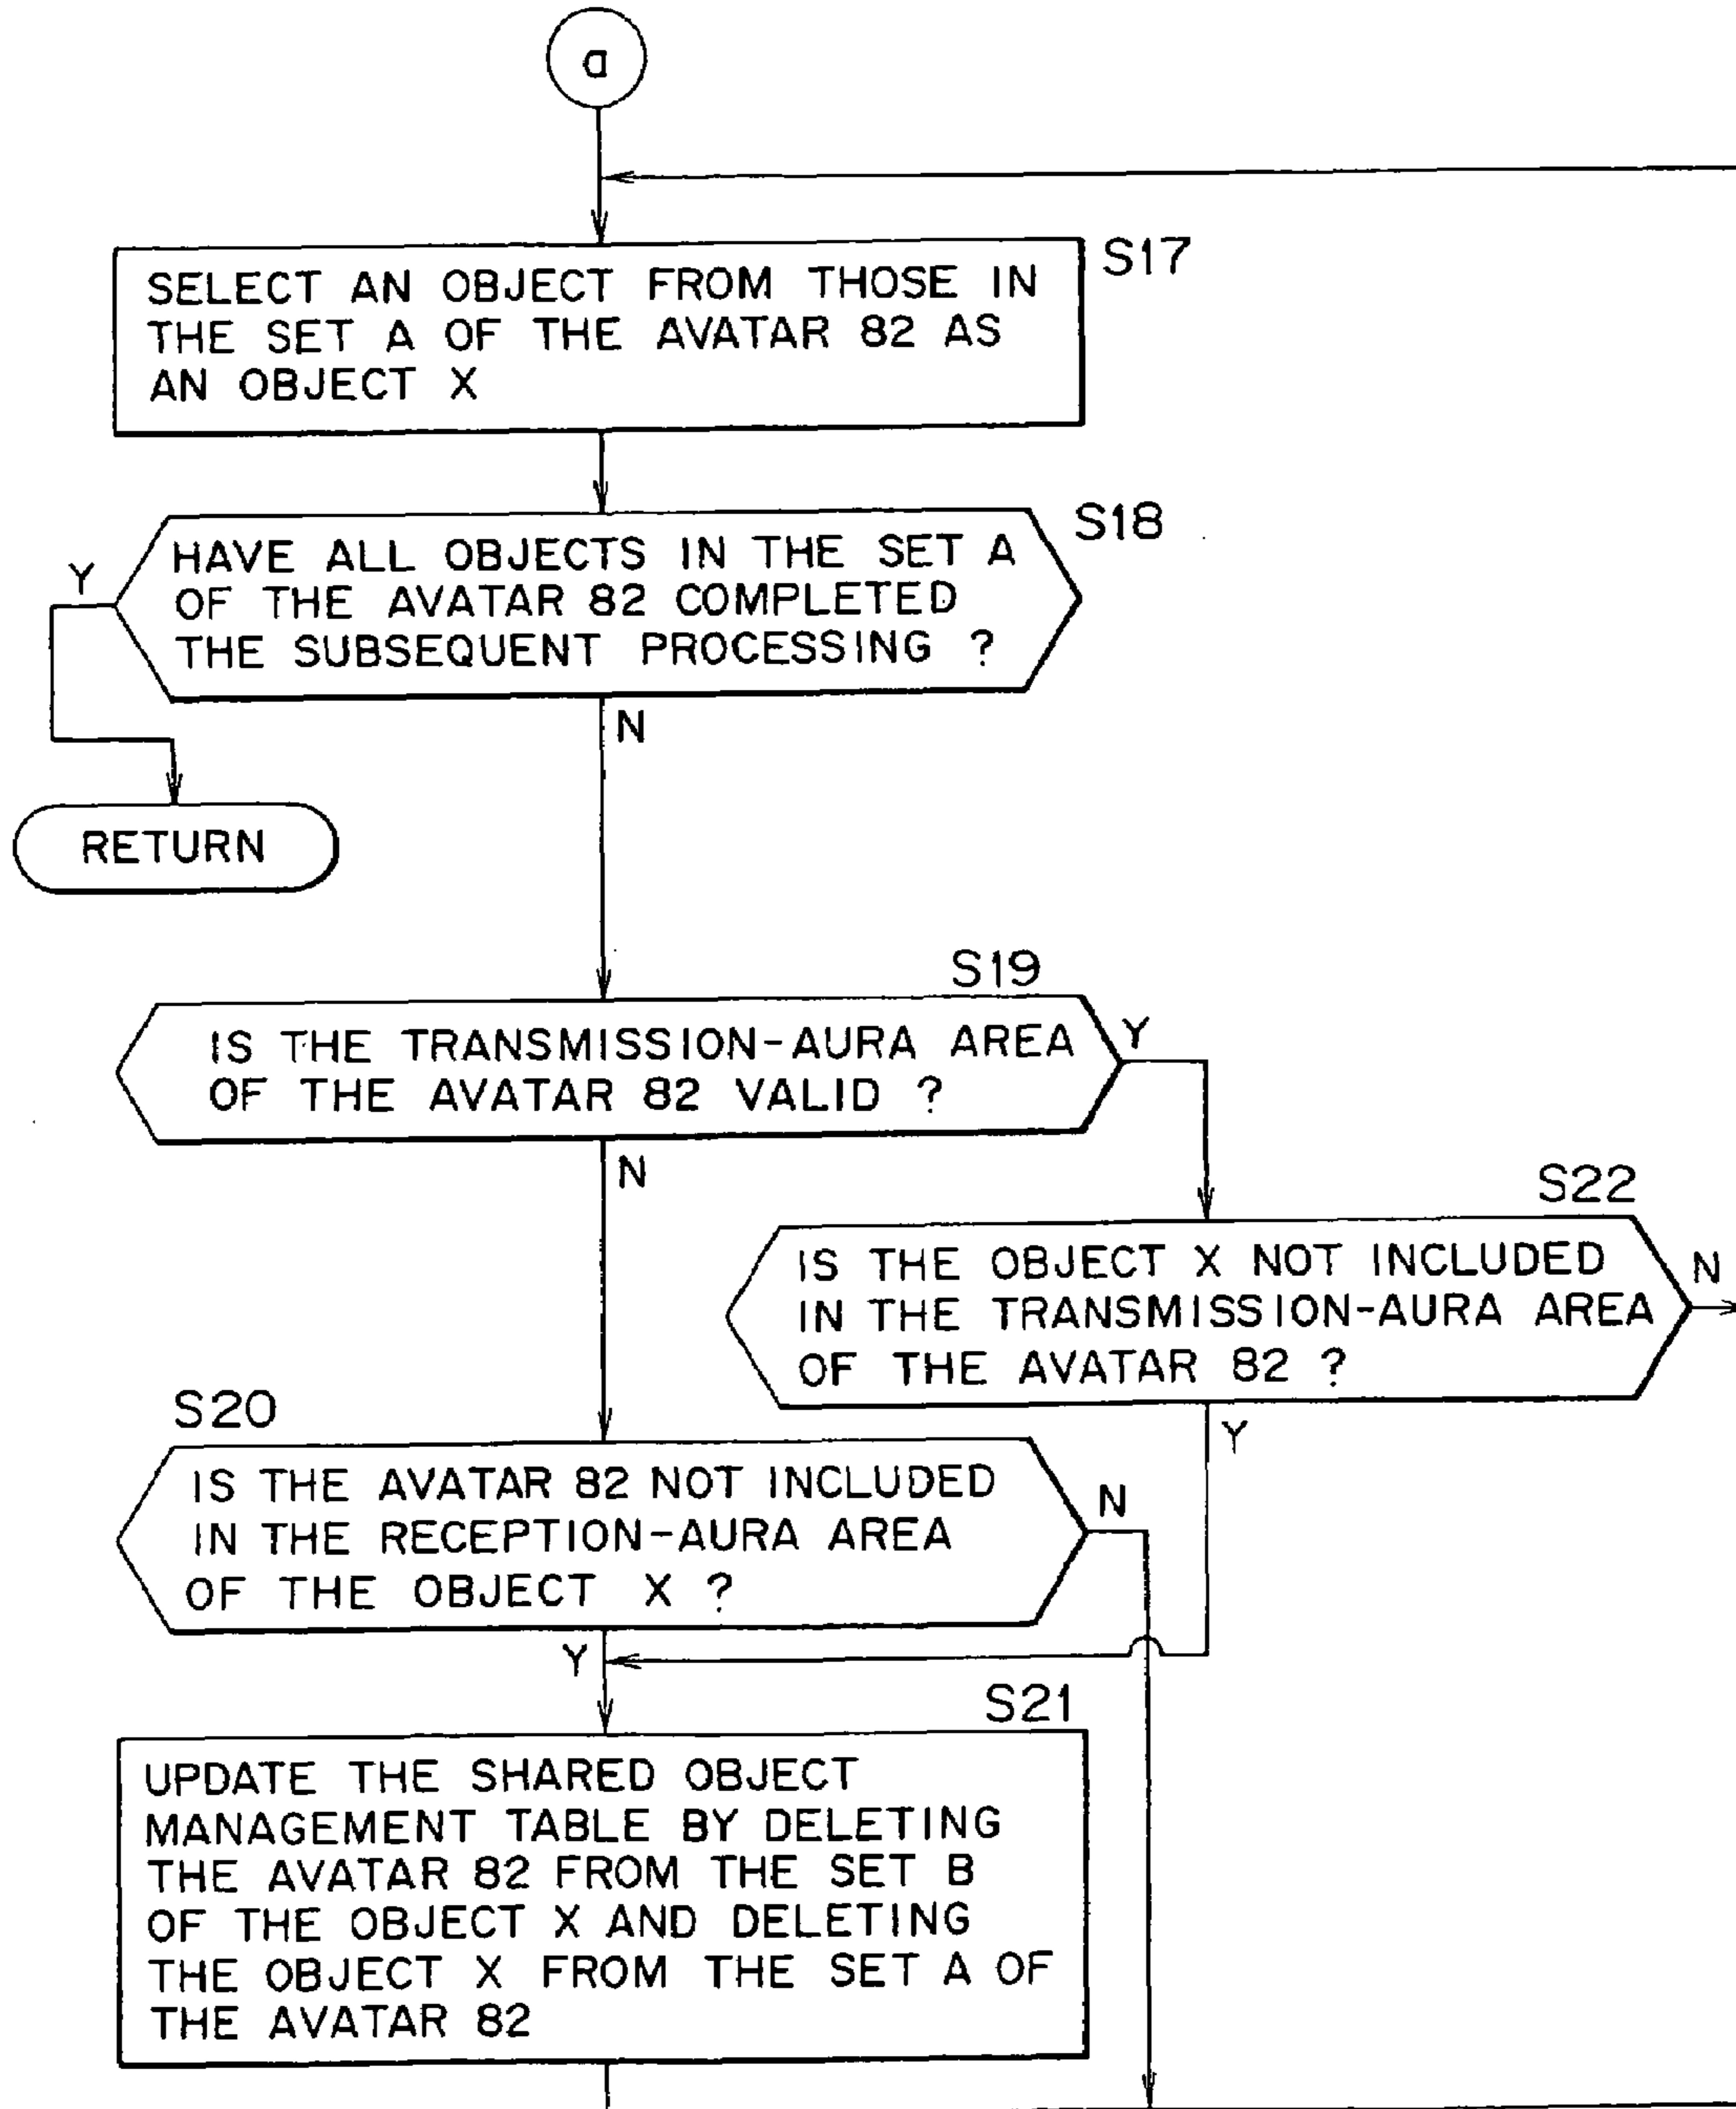 a
S17
SELECT AN OBJECT FROM THOSE IN
THE SET A OF THE AVATAR 82 AS
AN OBJECT X
S18
HAVE ALL OBJECTS IN THE SET A
OF THE AVATAR 82 COMPLETED
THE SUBSEQUENT PROCESSING ?
Y
N
RETURN
S19
IS THE TRANSMISSION-AURA AREA
OF THE AVATAR 82 VALID ?
Y
N
S22
IS THE OBJECT X NOT INCLUDED
IN THE TRANSMISSION-AURA AREA
OF THE AVATAR 82 ?
N
Y
S20
IS THE AVATAR 82 NOT INCLUDED
IN THE RECEPTION-AURA AREA
OF THE OBJECT X ?
N
Y
S21
UPDATE THE SHARED OBJECT
MANAGEMENT TABLE BY DELETING
THE AVATAR 82 FROM THE SET B
OF THE OBJECT X AND DELETING
THE OBJECT X FROM THE SET A OF
THE AVATAR 82